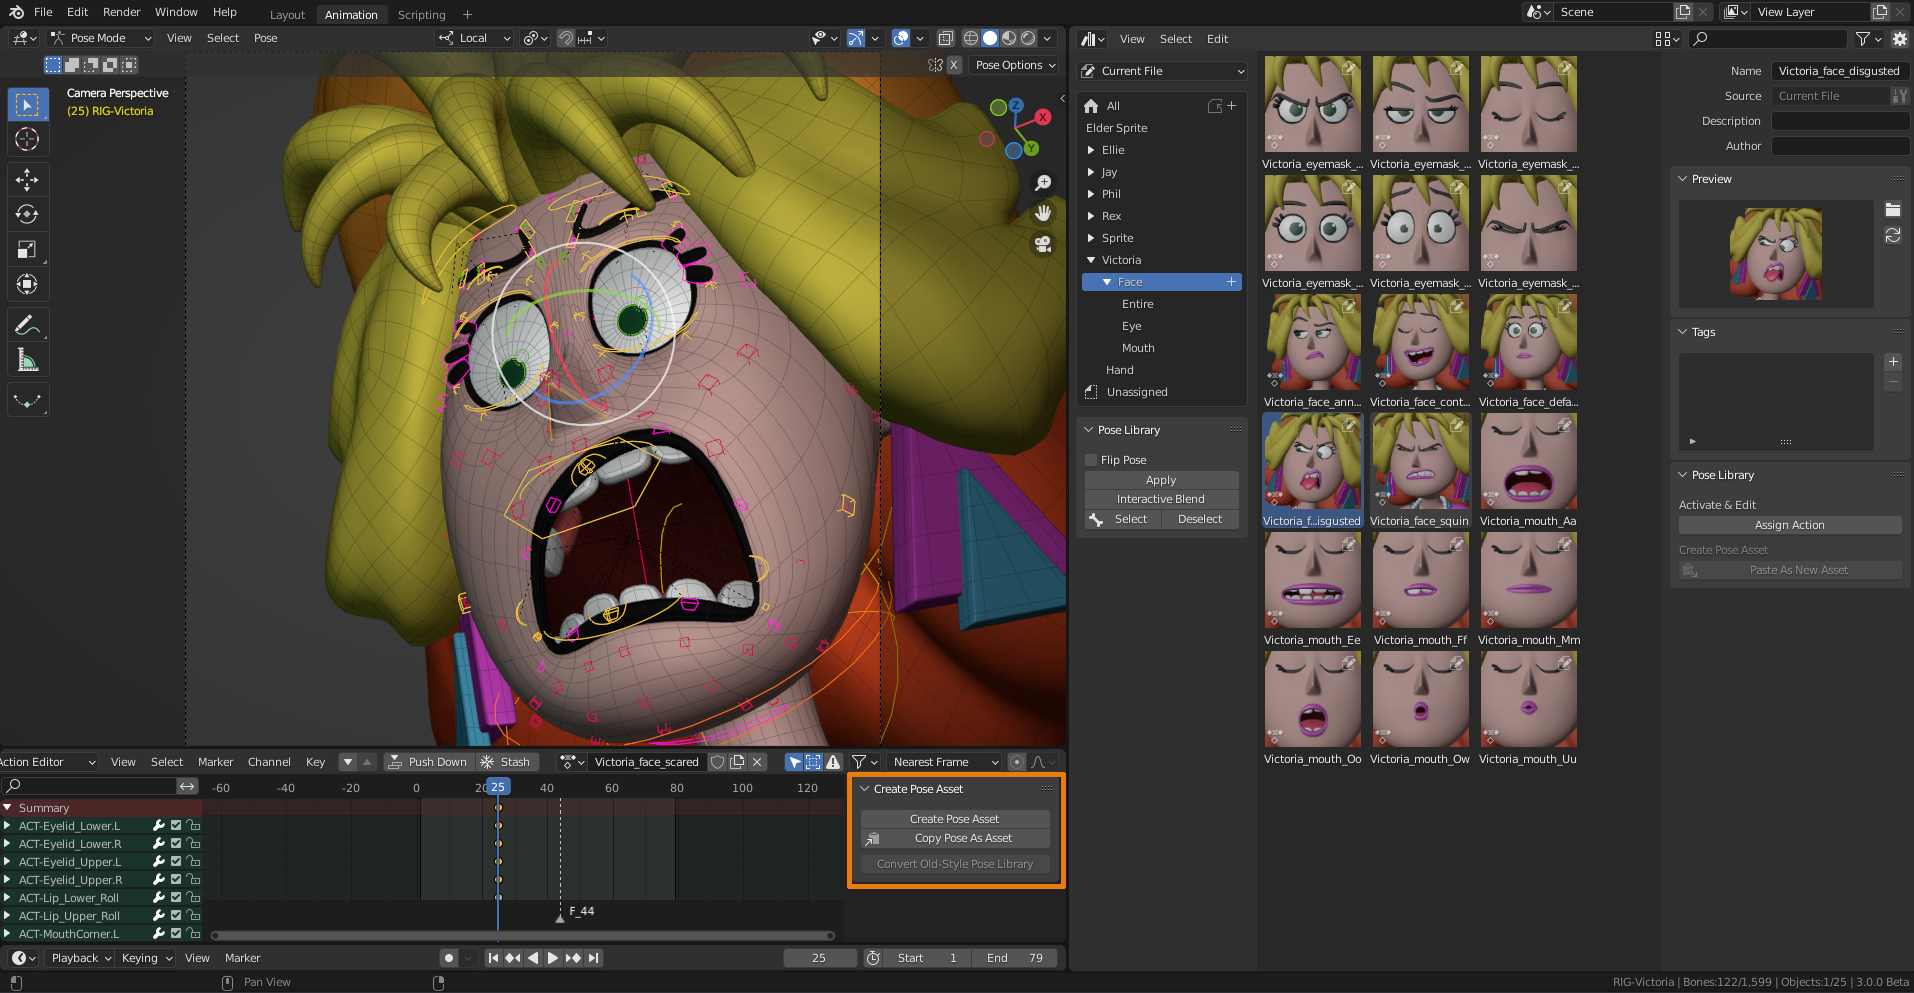 File Edit Render Window Help Layout Animation Scripting + Scene View Layer
Pose Mode View Select Pose Local View Select Edit
X Pose Options
Camera Perspective
(25) RIG-Victoria
Z
X
Y
Current File
All
Elder Sprite
Ellie
Jay
Phil
Rex
Sprite
Victoria
Face
Entire
Eye
Mouth
Hand
Unassigned
Pose Library
Flip Pose
Apply
Interactive Blend
Select Deselect
Victoria_eyemask_... Victoria_eyemask_... Victoria_eyemask_...
Victoria_eyemask_... Victoria_eyemask_... Victoria_eyemask_...
Victoria_face_ann... Victoria_face_cont... Victoria_face_defa...
Victoria_f...isgusted Victoria_face_squin Victoria_mouth_Aa
Victoria_mouth_Ee Victoria_mouth_Ff Victoria_mouth_Mm
Victoria_mouth_Oo Victoria_mouth_Ow Victoria_mouth_Uu
Name Victoria_face_disgusted
Source Current File
Description
Author
Preview
Tags
Pose Library
Activate & Edit
Assign Action
Create Pose Asset
Paste As New Asset
Action Editor View Select Marker Channel Key Push Down Stash Victoria_face_scared Nearest Frame
-60 -40 -20 0 20 25 40 60 80 100 120
Summary
ACT-Eyelid_Lower.L
ACT-Eyelid_Lower.R
ACT-Eyelid_Upper.L
ACT-Eyelid_Upper.R
ACT-Lip_Lower_Roll
ACT-Lip_Upper_Roll
ACT-MouthCorner.L
F_44
Create Pose Asset
Create Pose Asset
Copy Pose As Asset
Convert Old-Style Pose Library
Playback Keying View Marker 25 Start 1 End 79
Pan View RIG-Victoria | Bones:122/1,599 | Objects:1/25 | 3.0.0 Beta